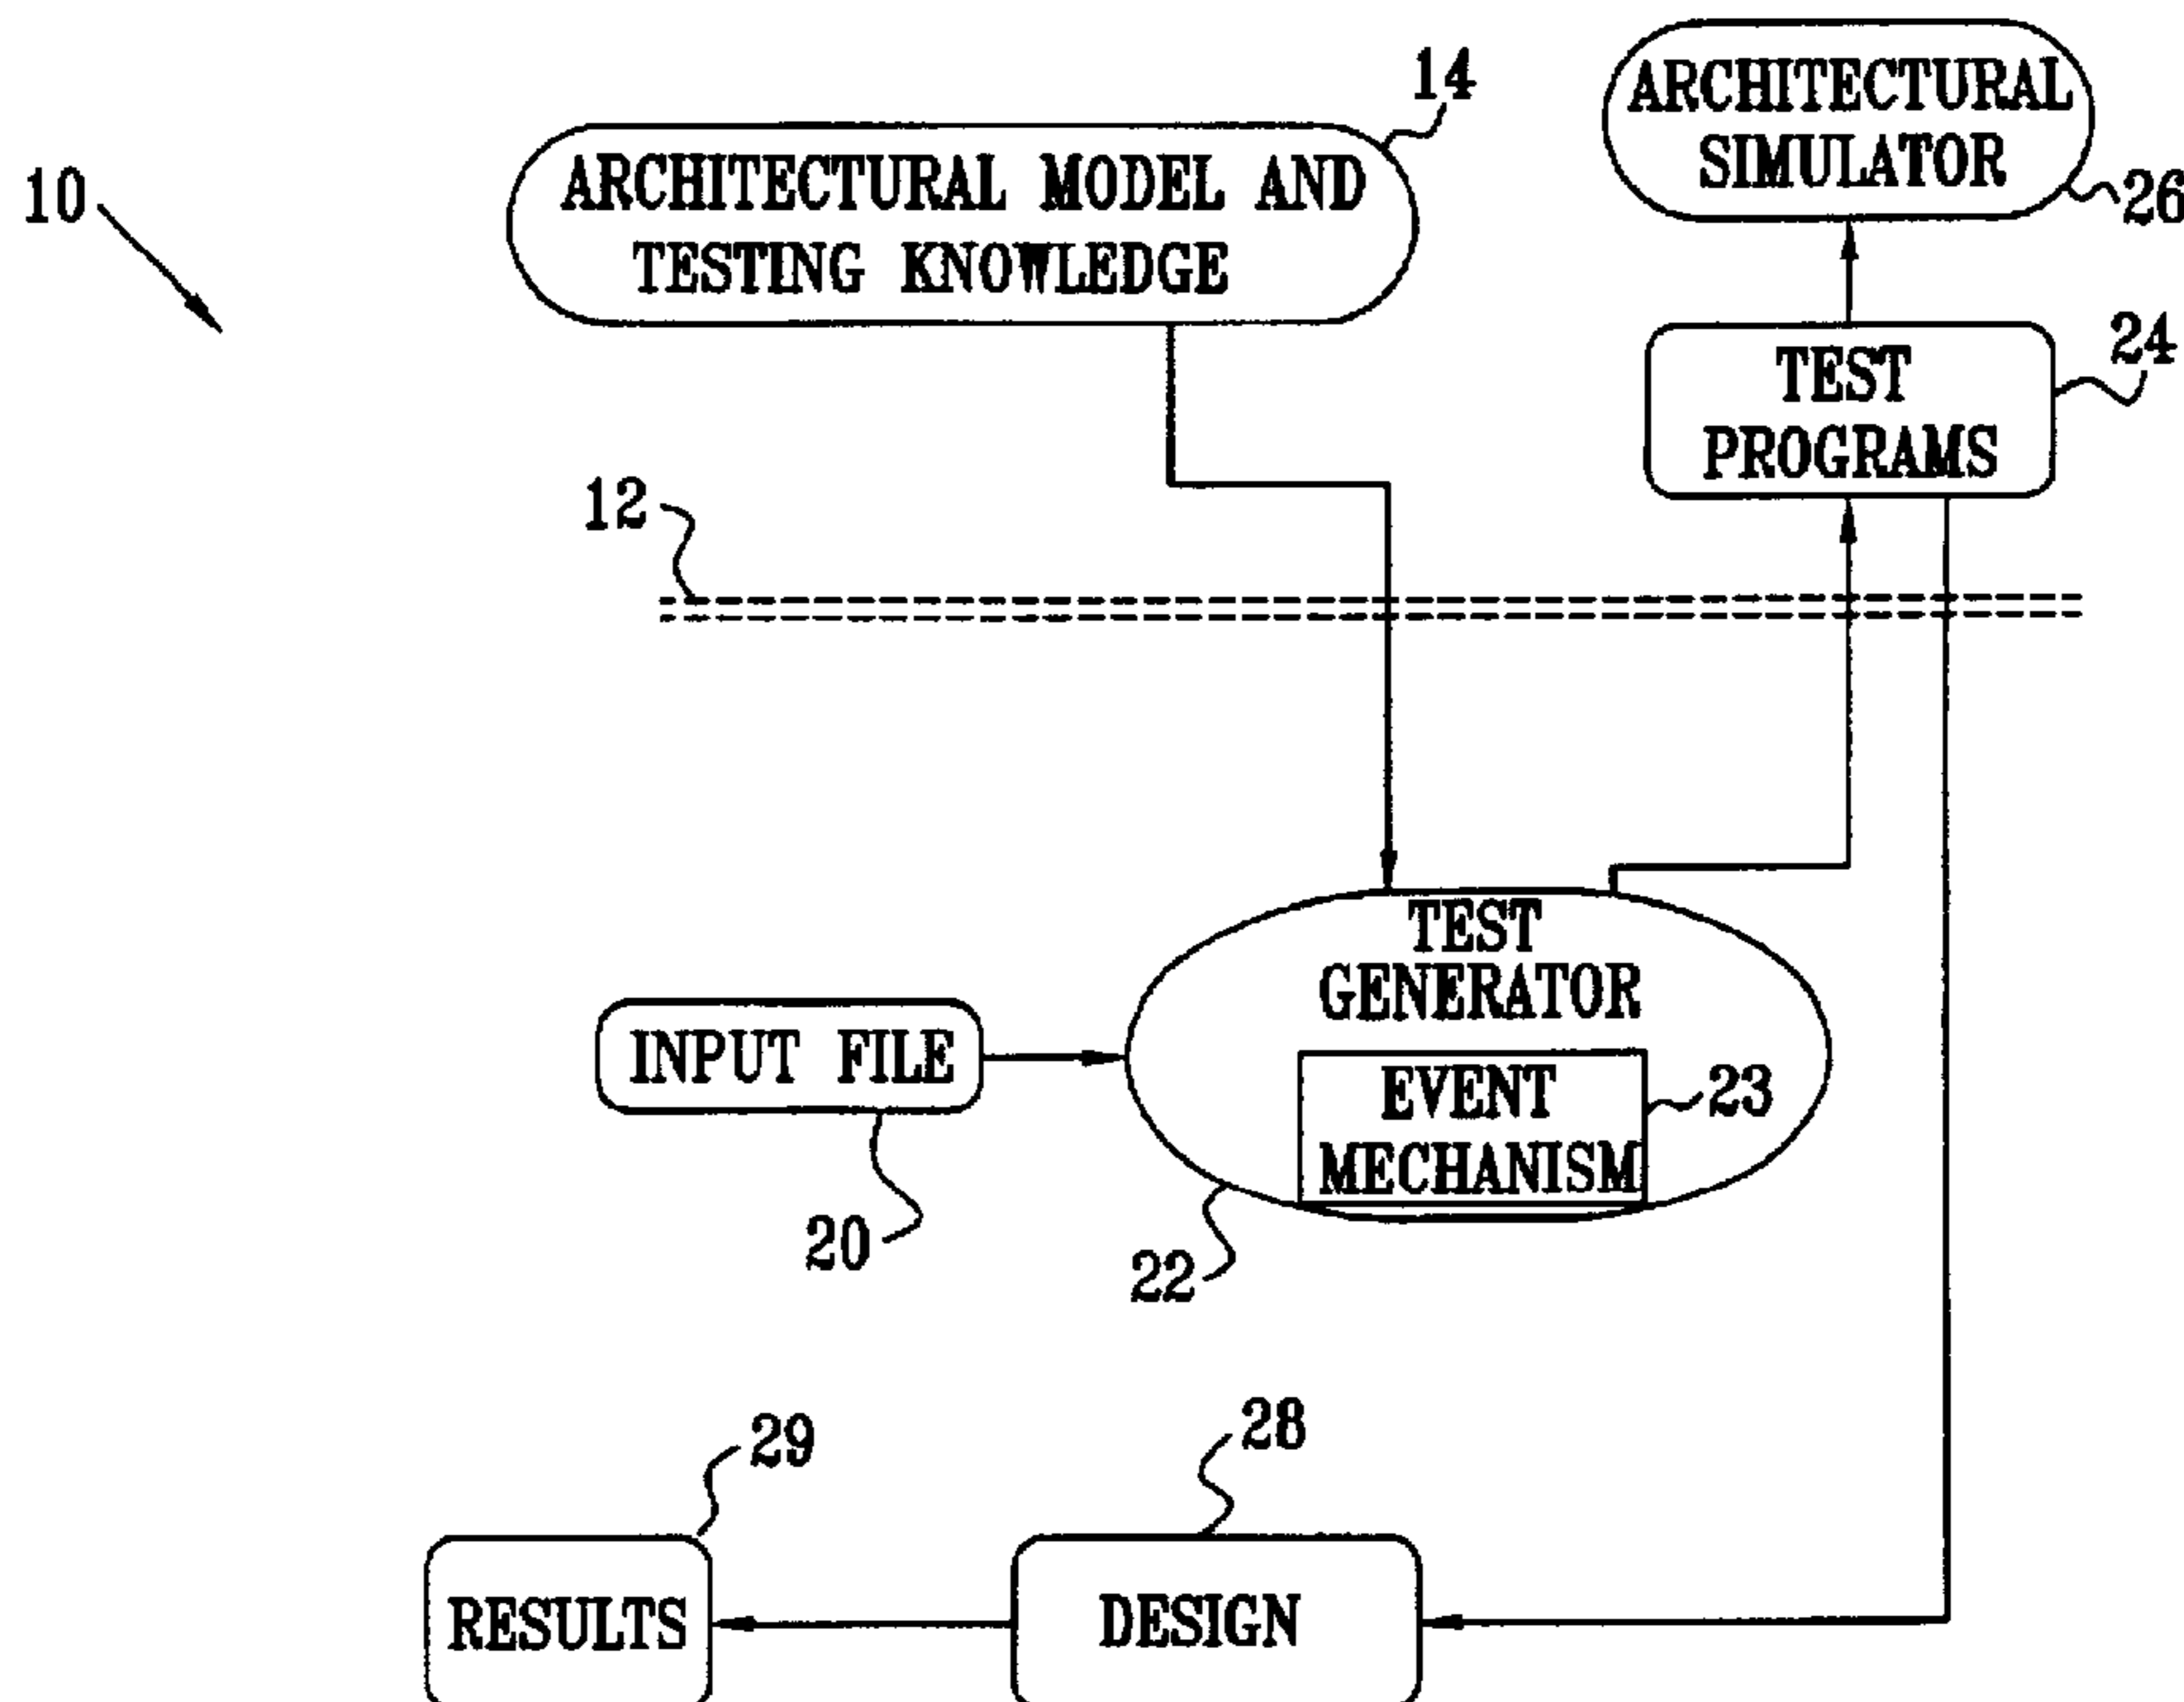 14
ARCHITECTURAL
SIMULATOR
26
10
ARCHITECTURAL MODEL AND
TESTING KNOWLEDGE
24
TEST
PROGRAMS
12
TEST
GENERATOR
INPUT FILE
EVENT
MECHANISM
23
20
22
29
28
RESULTS
DESIGN